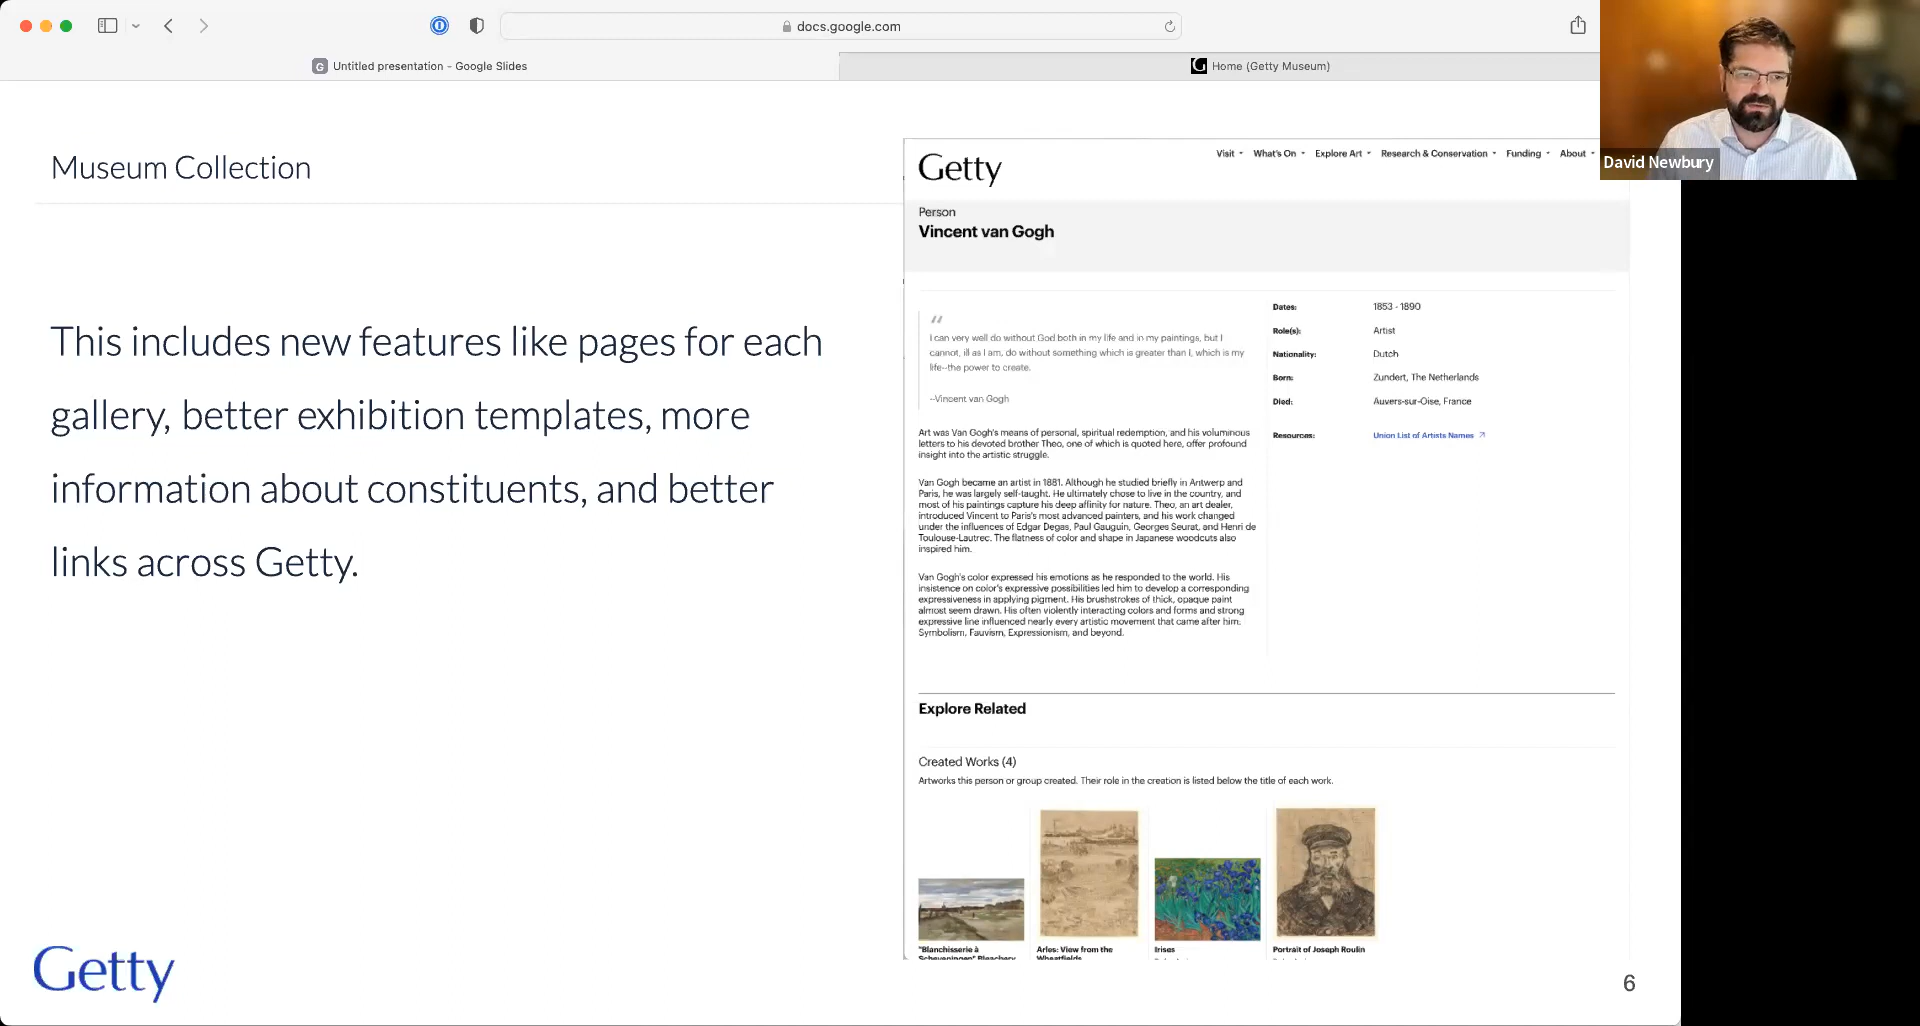 docs.google.com
Untitled presentation – Google Slides
Home (Getty Museum)
David Newbury
Museum Collection
This includes new features like pages for each
gallery, better exhibition templates, more
information about constituents, and better
links across Getty.
Getty
Visit
What's On
Explore Art
Research & Conservation
Funding
About
Person
Vincent van Gogh
"
I can very well do without God both in my life and in my paintings, but I
cannot, ill as I am, do without something which is greater than I, which is my
life--the power to create.
--Vincent van Gogh
Art was Van Gogh's means of personal, spiritual redemption, and his voluminous
letters to his devoted brother Theo, one of which is quoted here, offer profound
insight into the artistic struggle.
Van Gogh became an artist in 1881. Although he studied briefly in Antwerp and
Paris, he was largely self-taught. He ultimately chose to live in the country, and
most of his paintings capture his deep affinity for nature. Theo, an art dealer,
introduced Vincent to Paris's most advanced painters, and his work changed
under the influences of Edgar Degas, Paul Gauguin, Georges Seurat, and Henri de
Toulouse-Lautrec. The flatness of color and shape in Japanese woodcuts also
inspired him.
Van Gogh's color expressed his emotions as he responded to the world. His
insistence on color's expressive possibilities led him to develop a corresponding
expressiveness in applying pigment. His brushstrokes of thick, opaque paint
almost seem drawn. His often violently interacting colors and forms and strong
expressive line influenced nearly every artistic movement that came after him:
Symbolism, Fauvism, Expressionism, and beyond.
Dates: 1853 - 1890
Role(s): Artist
Nationality: Dutch
Born: Zundert, The Netherlands
Died: Auvers-sur-Oise, France
Resources: Union List of Artists Names
Explore Related
Created Works (4)
Artworks this person or group created. Their role in the creation is listed below the title of each work.
"Blanchisserie à
Scheveningen" Bleachery
Arles: View from the
Wheatfields
Irises
Portrait of Joseph Roulin
Getty
6